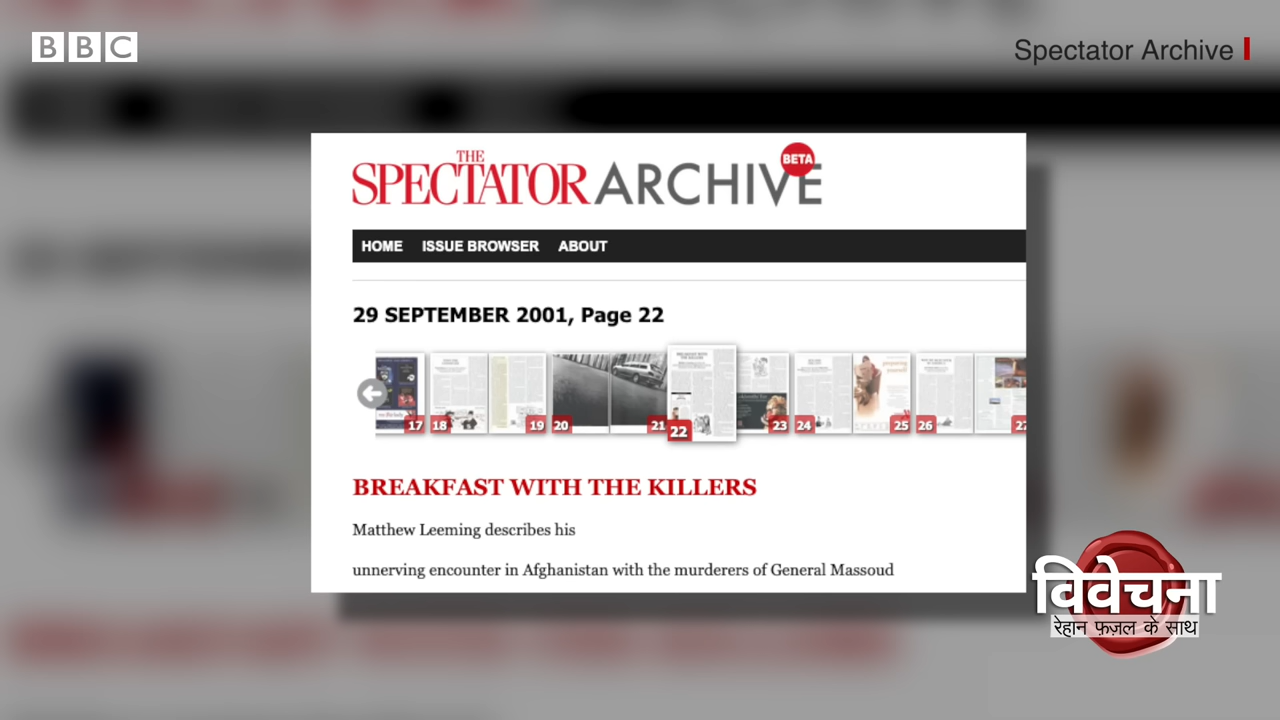 BBC
Spectator Archive
THE
SPECTATOR ARCHIVE
BETA
HOME ISSUE BROWSER ABOUT
29 SEPTEMBER 2001, Page 22
17 18 19 20 21 22 23 24 25 26
BREAKFAST WITH THE KILLERS
Matthew Leeming describes his
unnerving encounter in Afghanistan with the murderers of General Massoud
विवेचना
रेहान फ़ज़ल के साथ